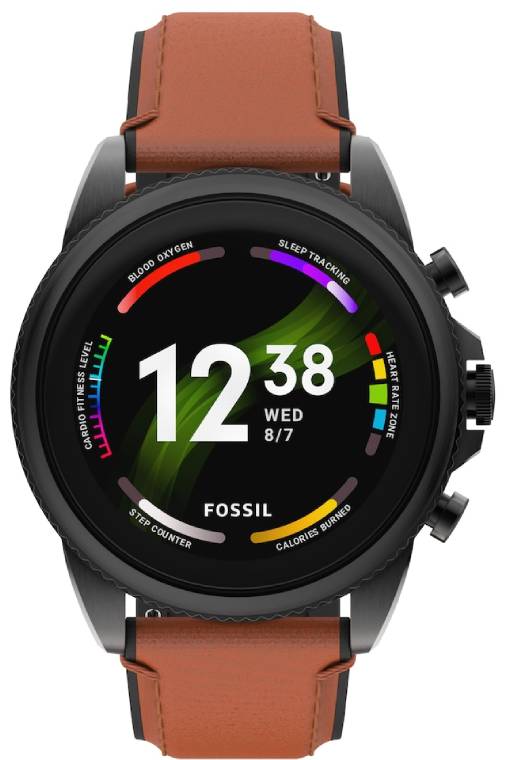 BLOOD OXYGEN
SLEEP TRACKING
CARDIO FITNESS LEVEL
HEART RATE ZONE
12
38
WED
8/7
FOSSIL
STEP COUNTER
CALORIES BURNED